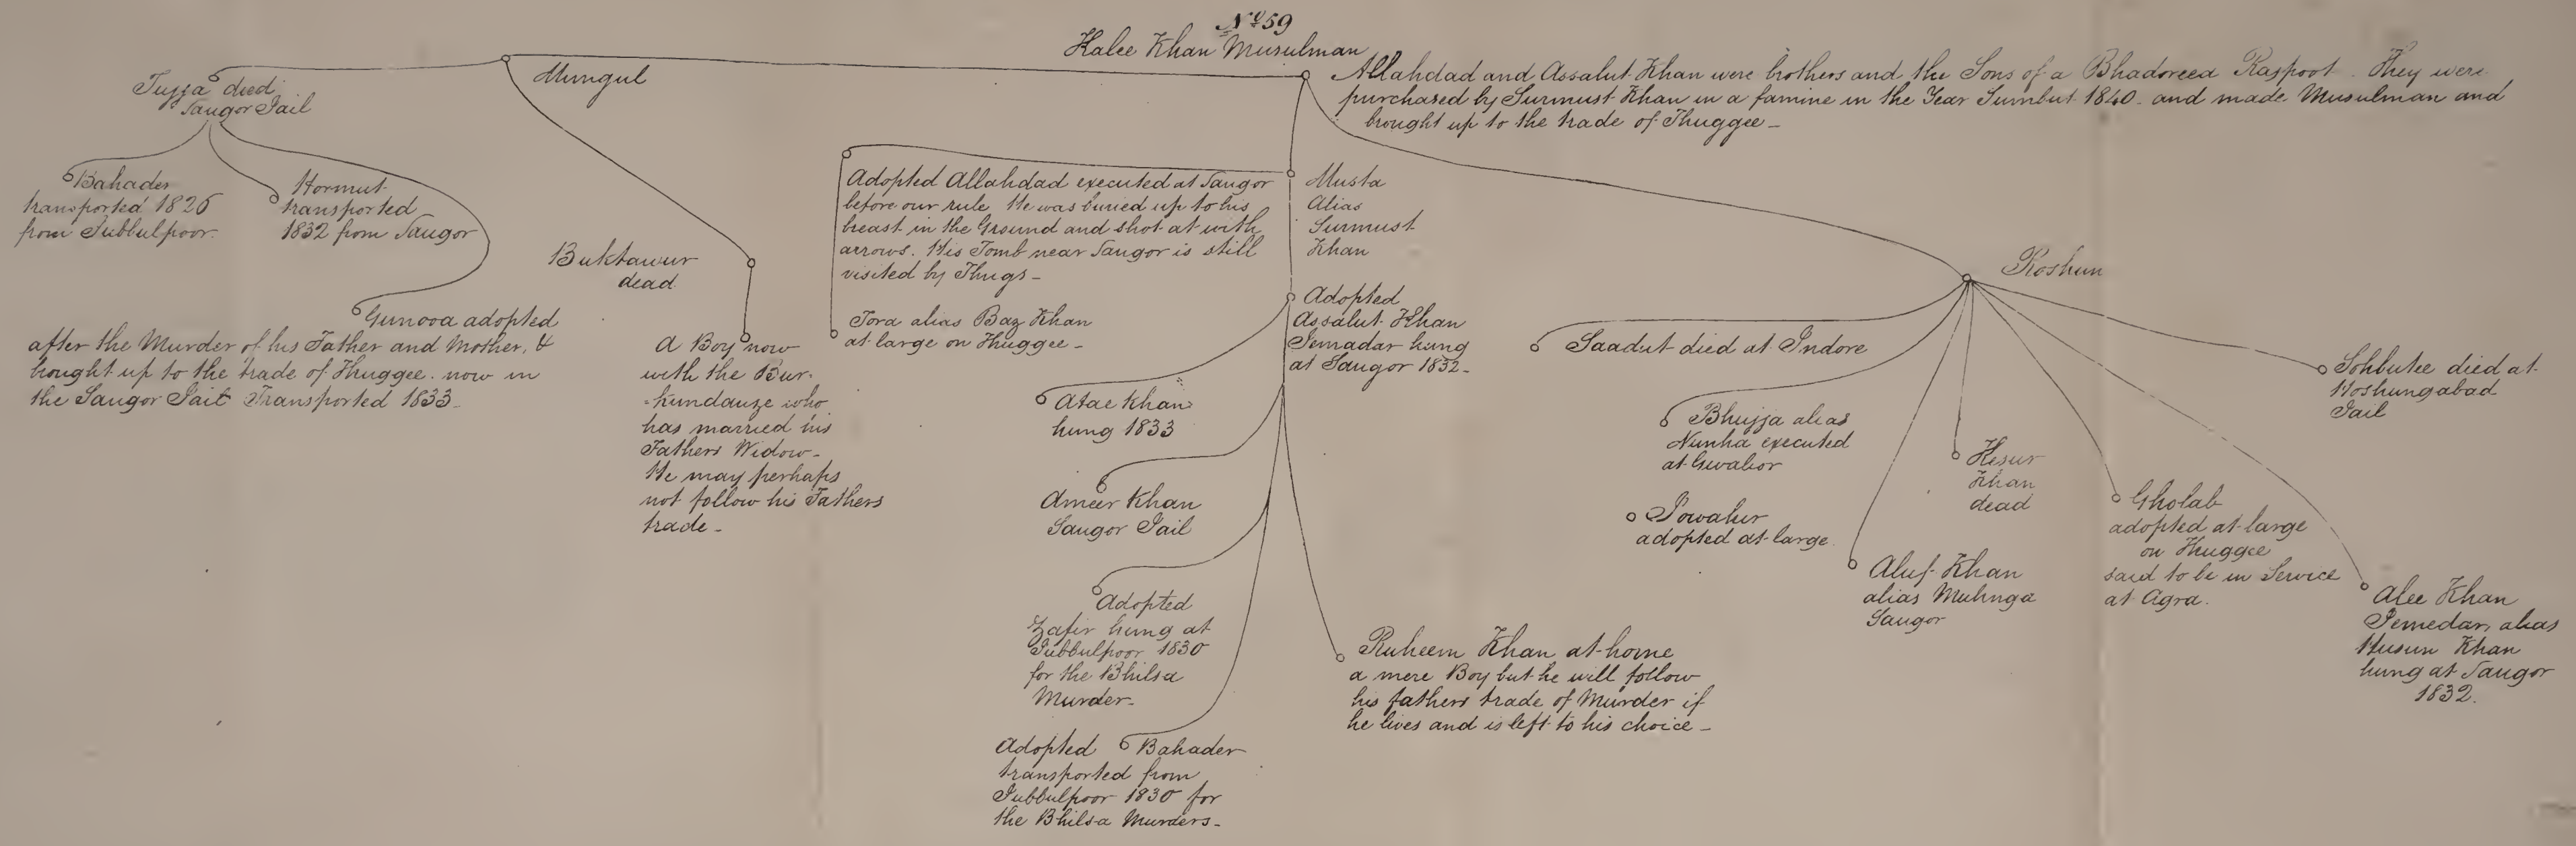 No 59
Kalee Khan Musulman
Allahdad and Assalut Khan were brothers and the Sons of a Bhadoreea Raspoot. They were
purchased by Surmust Khan in a famine in the Year Sumbut 1840 - and made Musulman and
brought up to the trade of Thuggee -
Mungul
Tujja died
Saugor Jail
Bahader
transported 1826
from Jubbulpoor.
Hormut
transported
1832 from Saugor
Gunooa adopted
after the Murder of his Father and Mother, &
bought up to the trade of Thuggee. now in
the Saugor Jail Transported 1833 -
Buktawur
dead
A Boy now
with the Bur-
-kundauze who
has married his
Fathers Widow -
He may perhaps
not follow his Fathers
trade -
Adopted Allahdad executed at Saugor
before our rule He was buried up to his
breast in the Ground and shot at with
arrows. His Tomb near Saugor is still
visited by Thugs -
Tora alias Baz Khan
at large on Thuggee -
Musta
Alias
Surmust
Khan
Adopted
Assalut Khan
Jemadar hung
at Saugor 1832 -
Atae Khan
hung 1833
Ameer Khan
Saugor Jail
Adopted
Zafir hung at
Jubbulpoor 1830
for the Bhilsa
Murder -
Adopted Bahader
transported from
Jubbulpoor 1830 for
the Bhilsa Murders -
Ruheem Khan at home
a mere Boy but he will follow
his fathers trade of Murder if
he lives and is left to his choice -
Roshun
Saadut died at Indore
Bhujja alias
Nunha executed
at Gwalior
Jowahir
adopted at large.
Aluf Khan
alias Muhnga
Saugor
Kesur
Khan
dead
Gholab
adopted at large
on Thuggee
said to be in Service
at Agra.
Sohbutee died at
Hoshungabad
Jail
Alee Khan
Jemedar, alias
Husun Khan
hung at Saugor
1832.